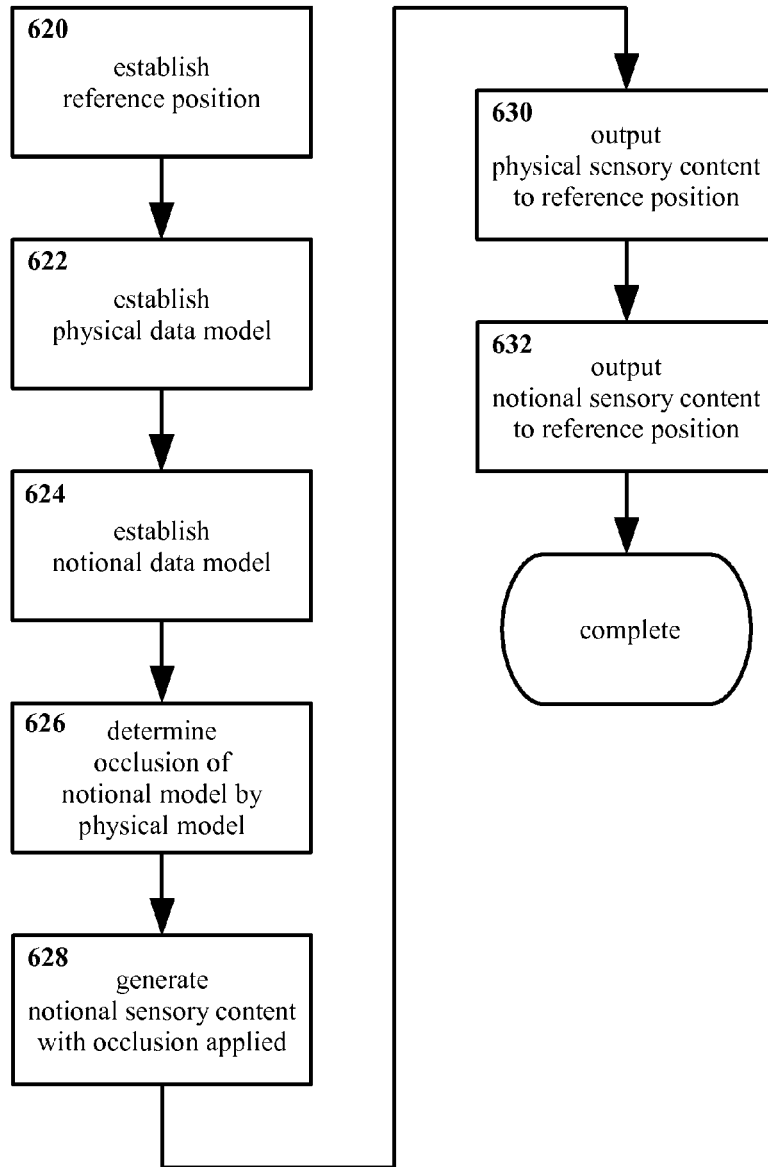 620
establish
reference position
622
establish
physical data model
624
establish
notional data model
626
determine
occlusion of
notional model by
physical model
628
generate
notional sensory content
with occlusion applied
630
output
physical sensory content
to reference position
632
output
notional sensory content
to reference position
complete